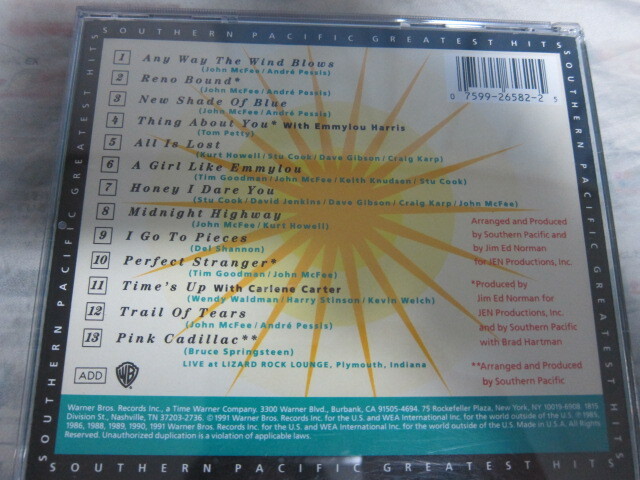 SOUTHERN PACIFIC GREATEST HITS
SOUTHERN PACIFIC GREATEST HITS
SOUTHERN PACIFIC GREATEST HITS
1 Any Way The Wind Blows
(John McFee/André Pessis)
2 Reno Bound*
(John McFee/André Pessis)
3 New Shade Of Blue
(John McFee/André Pessis)
4 Thing About You* With Emmylou Harris
(Tom Petty)
5 All Is Lost
(Kurt Howell/Stu Cook/Dave Gibson/Craig Karp)
6 A Girl Like Emmylou
(Tim Goodman/John McFee/Keith Knudsen/Stu Cook)
7 Honey I Dare You
(Stu Cook/David Jenkins/Dave Gibson/Craig Karp/John McFee)
8 Midnight Highway
(John McFee/Kurt Howell)
9 I Go To Pieces
(Del Shannon)
10 Perfect Stranger*
(Tim Goodman/John McFee)
11 Time's Up With Carlene Carter
(Wendy Waldman/Harry Stinson/Kevin Welch)
12 Trail Of Tears
(John McFee/André Pessis)
13 Pink Cadillac**
(Bruce Springsteen)
LIVE at LIZARD ROCK LOUNGE, Plymouth, Indiana
0 7599-26582-2 5
Arranged and Produced
by Southern Pacific and
by Jim Ed Norman
for JEN Productions, Inc.
*Produced by
Jim Ed Norman for
JEN Productions, Inc.
and by Southern Pacific
with Brad Hartman
**Arranged and Produced
by Southern Pacific
ADD
WB
Warner Bros. Records Inc., a Time Warner Company. 3300 Warner Blvd., Burbank, CA 91505-4694. 75 Rockefeller Plaza, New York, NY 10019-6908 1815
Division St., Nashville, TN 37203-2736. © 1991 Warner Bros. Records Inc. for the U.S. and WEA International Inc. for the world outside of the U.S. ℗ 1985,
1986, 1988, 1989, 1990, 1991 Warner Bros. Records Inc. for the U.S. and WEA International Inc. for the world outside of the U.S. Made in U.S.A. All Rights
Reserved. Unauthorized duplication is a violation of applicable laws.
SOUTHERN PACIFIC GREATEST HITS